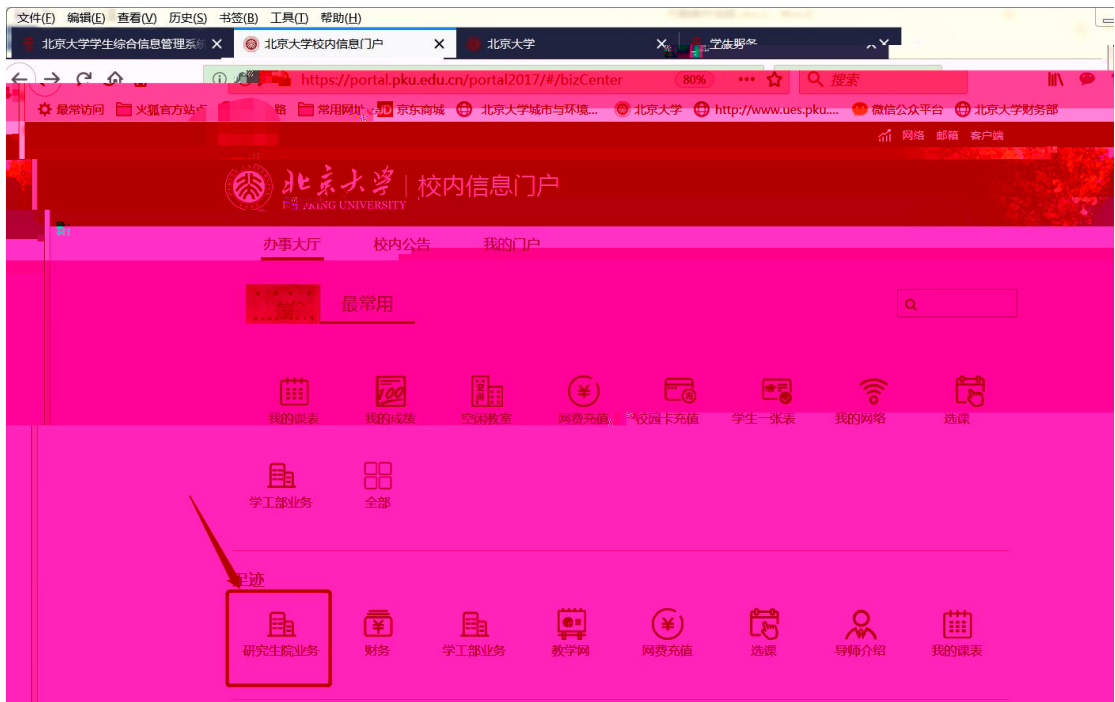 文件(F) 编辑(E) 查看(V) 历史(S) 书签(B) 工具(T) 帮助(H)
北京大学学生综合信息管理系统 北京大学校内信息门户 北京大学
https://portal.pku.edu.cn/portal2017/#/bizCenter 80% 搜索
最常访问 火狐官方站点 常用网址 JD 京东商城 北京大学城市与环境... 北京大学 http://www.ues.pku.... 微信公众平台 北京大学财务部
网络 邮箱 客户端
北京大学 校内信息门户
UNIVERSITY
办事大厅 校内公告 我的门户
最常用
100
我的课表 我的成绩 空闲教室 网费充值 校园卡充值 学生一张表 我的网络 选课
学工部业务 全部
足迹
研究生院业务 财务 学工部业务 教学网 网费充值 选课 导师介绍 我的课表